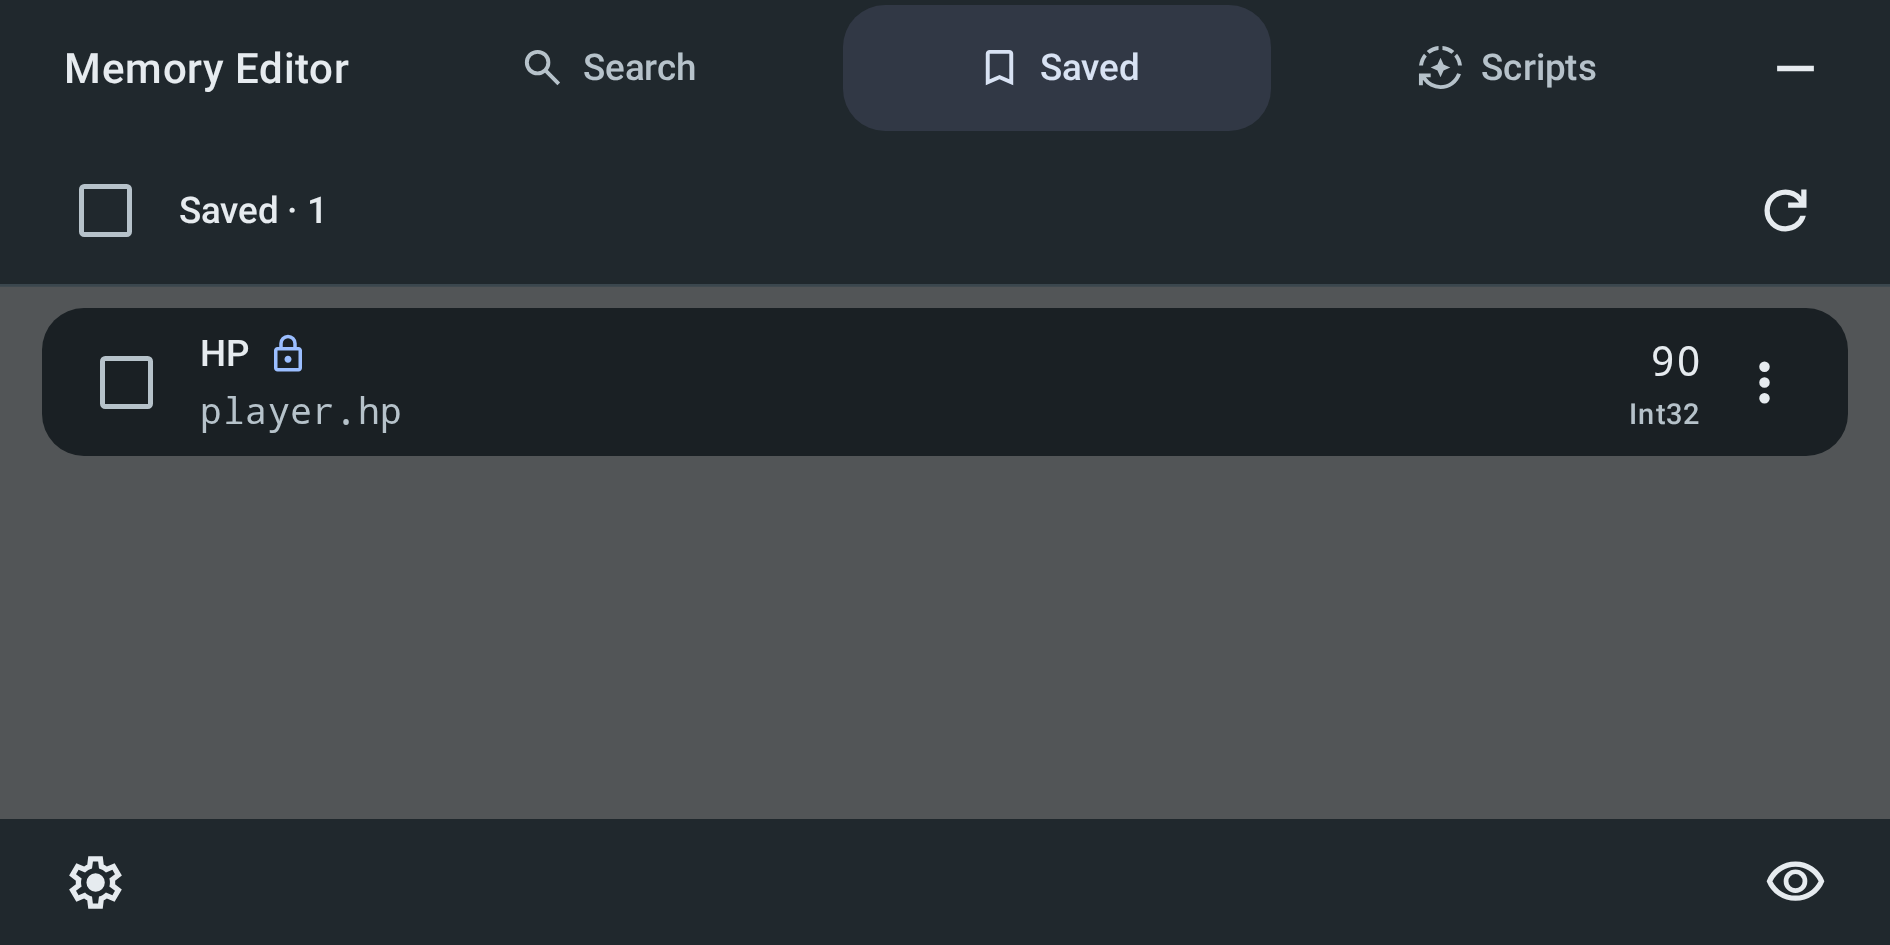 Memory Editor
Search
Saved
Scripts
Saved · 1
HP
player.hp
90
Int32